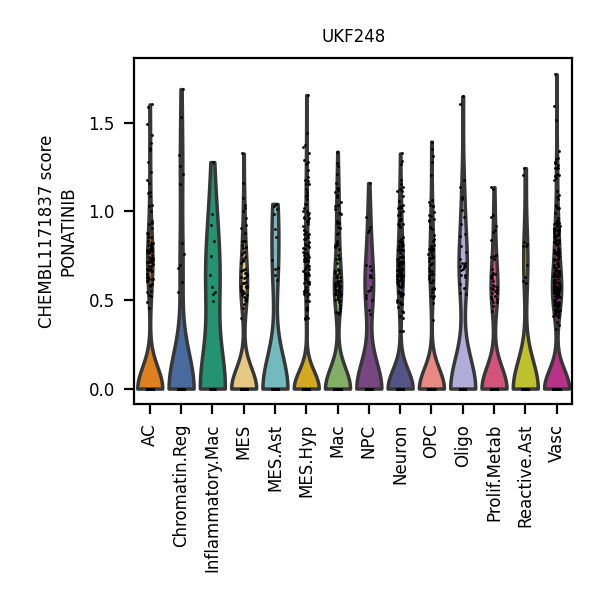 UKF248
CHEMBL1171837 score
PONATINIB
1.5
1.0
0.5
0.0
AC
Chromatin.Reg
Inflammatory.Mac
MES
MES.Ast
MES.Hyp
Mac
NPC
Neuron
OPC
Oligo
Prolif.Metab
Reactive.Ast
Vasc